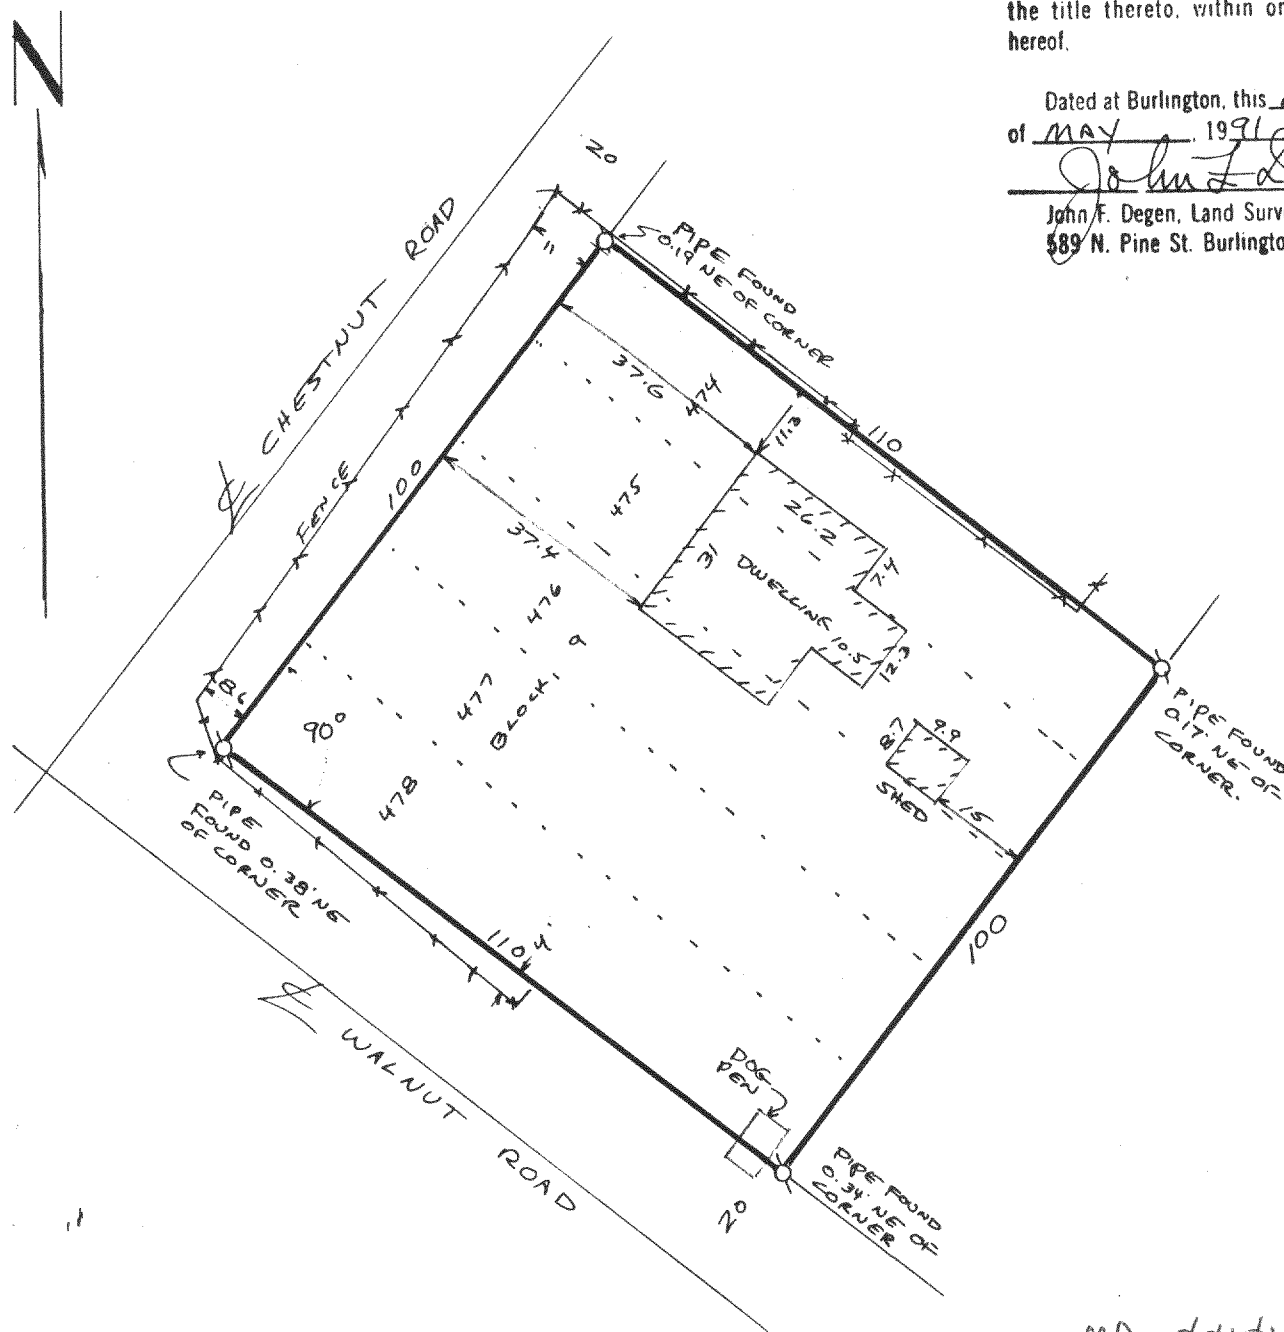 N
the title thereto, within or
hereof.
Dated at Burlington, this
of MAY, 1991
John F. D
John F. Degen, Land Surv
589 N. Pine St. Burlingto
20
CHESTNUT ROAD
PIPE FOUND
0.19 NE OF CORNER
11
FENCE
100
37.6
474
11.3
110
475
37.4
31
26.2
DWELLING
7.4
10.5
12.3
476
477
BLOCK 9
478
8.6
90°
PIPE
FOUND 0.38' NE
OF CORNER
8.7
9.9
SHED
15
PIPE FOUND
0.17' NE OF
CORNER.
110
4'
100
WALNUT ROAD
DOG
PEN
20
PIPE FOUND
0.34' NE OF
CORNER